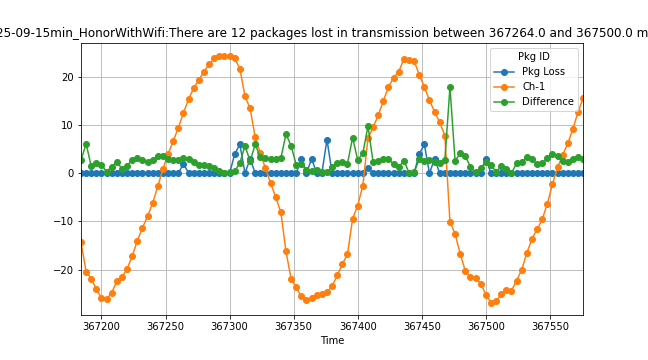 25-09-15min_HonorWithWifi:There are 12 packages lost in transmission between 367264.0 and 367500.0 m
Pkg ID
Pkg Loss
Ch-1
Difference
20
10
0
−10
−20
367200
367250
367300
367350
367400
367450
367500
367550
Time